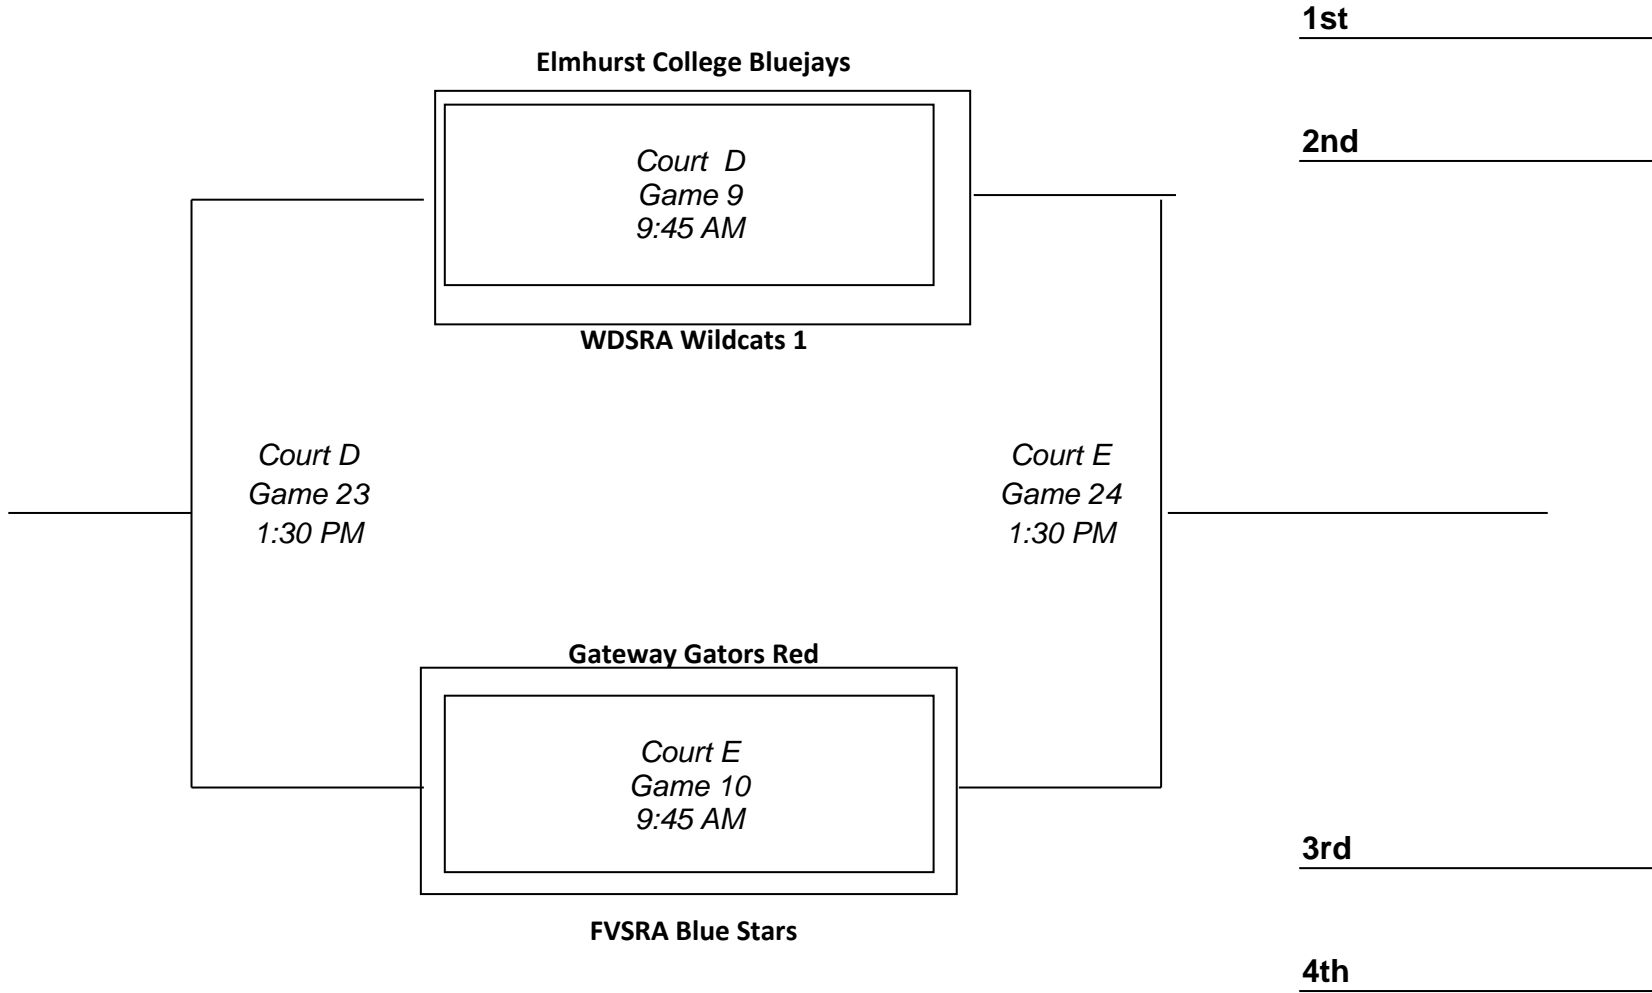 1st
Elmhurst College Bluejays
2nd
Court D
Game 9
9:45 AM
WDSRA Wildcats 1
Court D
Game 23
1:30 PM
Court E
Game 24
1:30 PM
Gateway Gators Red
Court E
Game 10
9:45 AM
3rd
FVSRA Blue Stars
4th